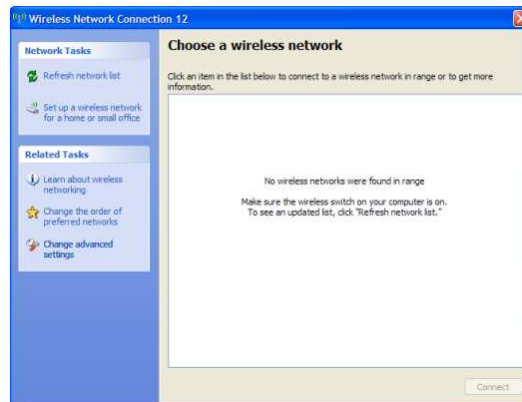 Wireless Network Connection 12
Network Tasks
Refresh network list
Set up a wireless network
for a home or small office
Related Tasks
Learn about wireless
networking
Change the order of
preferred networks
Change advanced
settings
Choose a wireless network
Click an item in the list below to connect to a wireless network in range or to get more
information.
No wireless networks were found in range
Make sure the wireless switch on your computer is on.
To see an updated list, click "Refresh network list."
Connect